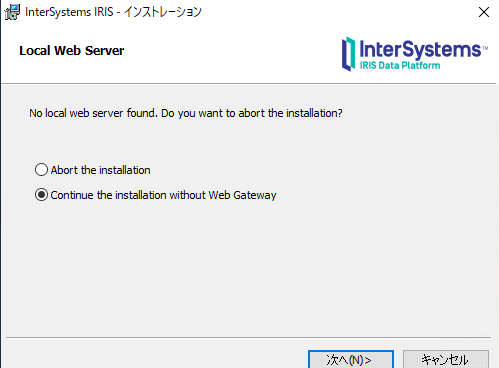 InterSystems IRIS - インストレーション
Local Web Server
InterSystems™
IRIS Data Platform
No local web server found. Do you want to abort the installation?
Abort the installation
Continue the installation without Web Gateway
次へ(N)>
キャンセル